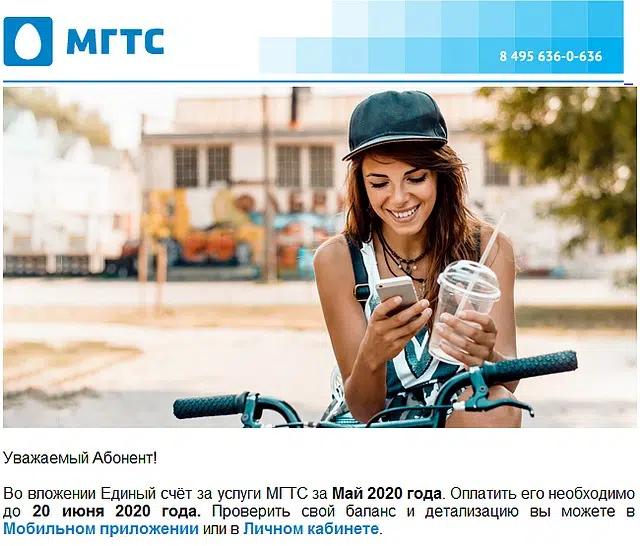 МГТС
8 495 636-0-636
Уважаемый Абонент!
Во вложении Единый счёт за услуги МГТС за Май 2020 года. Оплатить его необходимо
до 20 июня 2020 года. Проверить свой баланс и детализацию вы можете в
Мобильном приложении или в Личном кабинете.